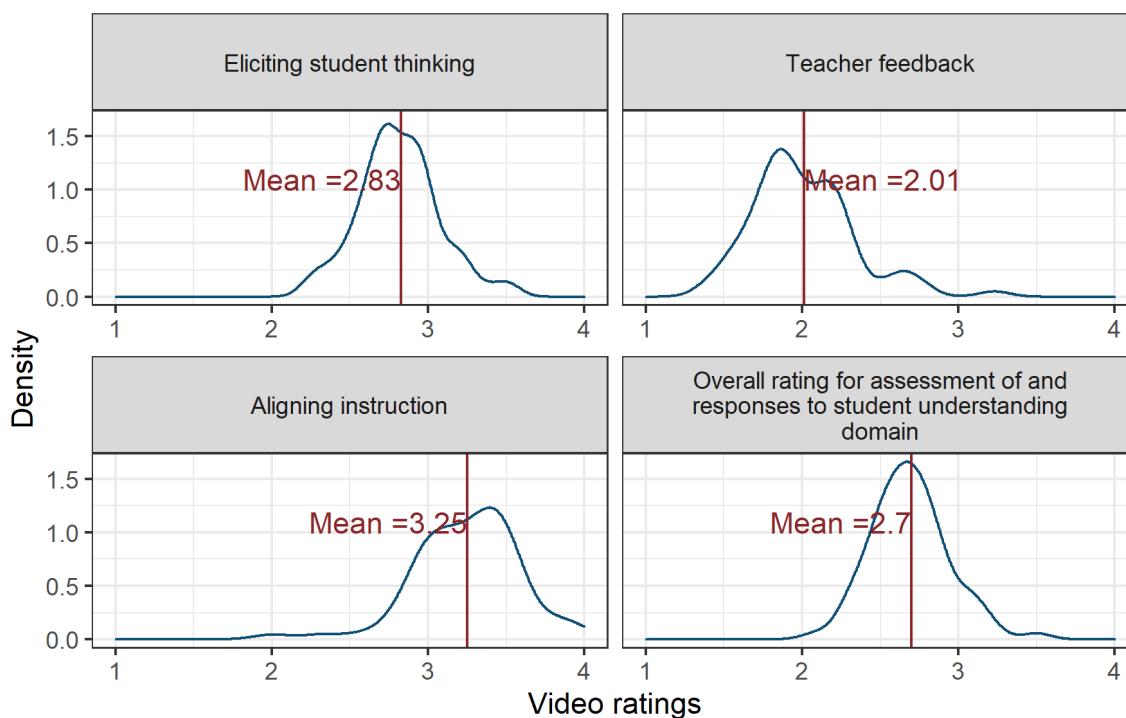 Eliciting student thinking
Teacher feedback
1.5
1.0
0.5
0.0
Mean =2.83
Mean =2.01
1 2 3 4
1 2 3 4
Density
Aligning instruction
Overall rating for assessment of and
responses to student understanding
domain
1.5
1.0
0.5
0.0
Mean =3.25
Mean =2.7
1 2 3 4
1 2 3 4
Video ratings